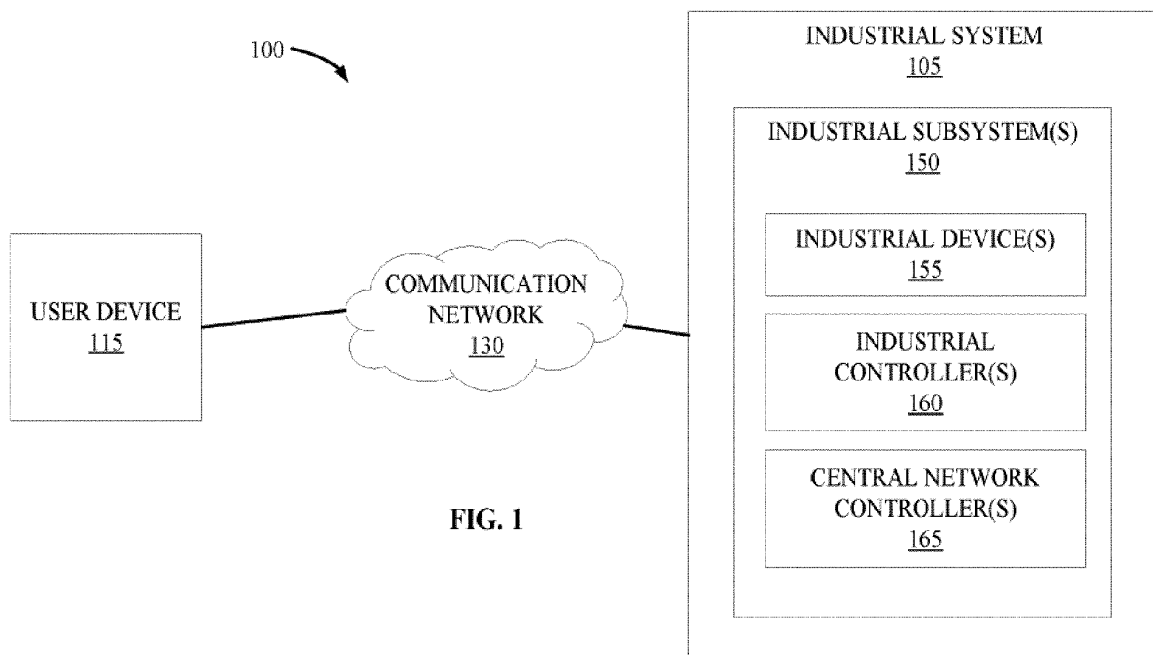 100
INDUSTRIAL SYSTEM
105
INDUSTRIAL SUBSYSTEM(S)
150
INDUSTRIAL DEVICE(S)
155
INDUSTRIAL
CONTROLLER(S)
160
CENTRAL NETWORK
CONTROLLER(S)
165
USER DEVICE
115
COMMUNICATION
NETWORK
130
FIG. 1